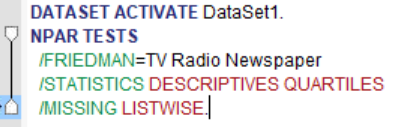 DATASET ACTIVATE DataSet1.
NPAR TESTS
/FRIEDMAN=TV Radio Newspaper
/STATISTICS DESCRIPTIVES QUARTILES
/MISSING LISTWISE.